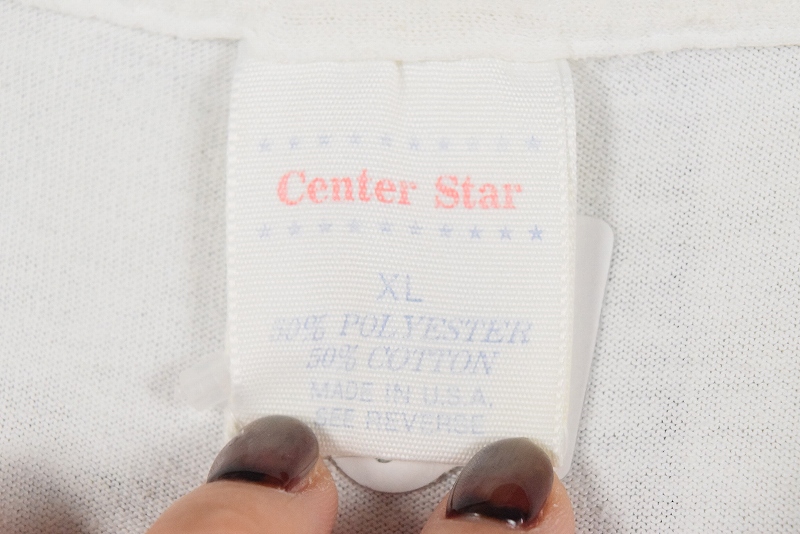 Center Star
XL
50% POLYESTER
50% COTTON
MADE IN U.S.A.
SEE REVERSE